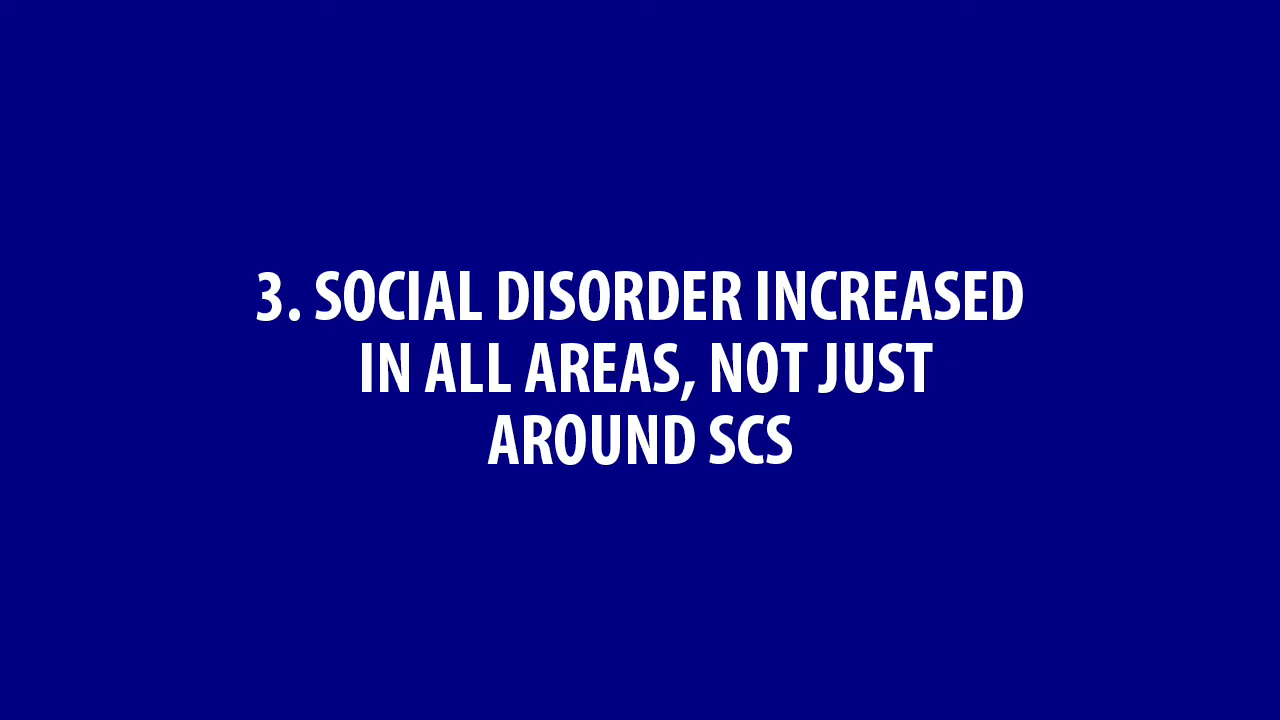 3. SOCIAL DISORDER INCREASED
IN ALL AREAS, NOT JUST
AROUND SCS